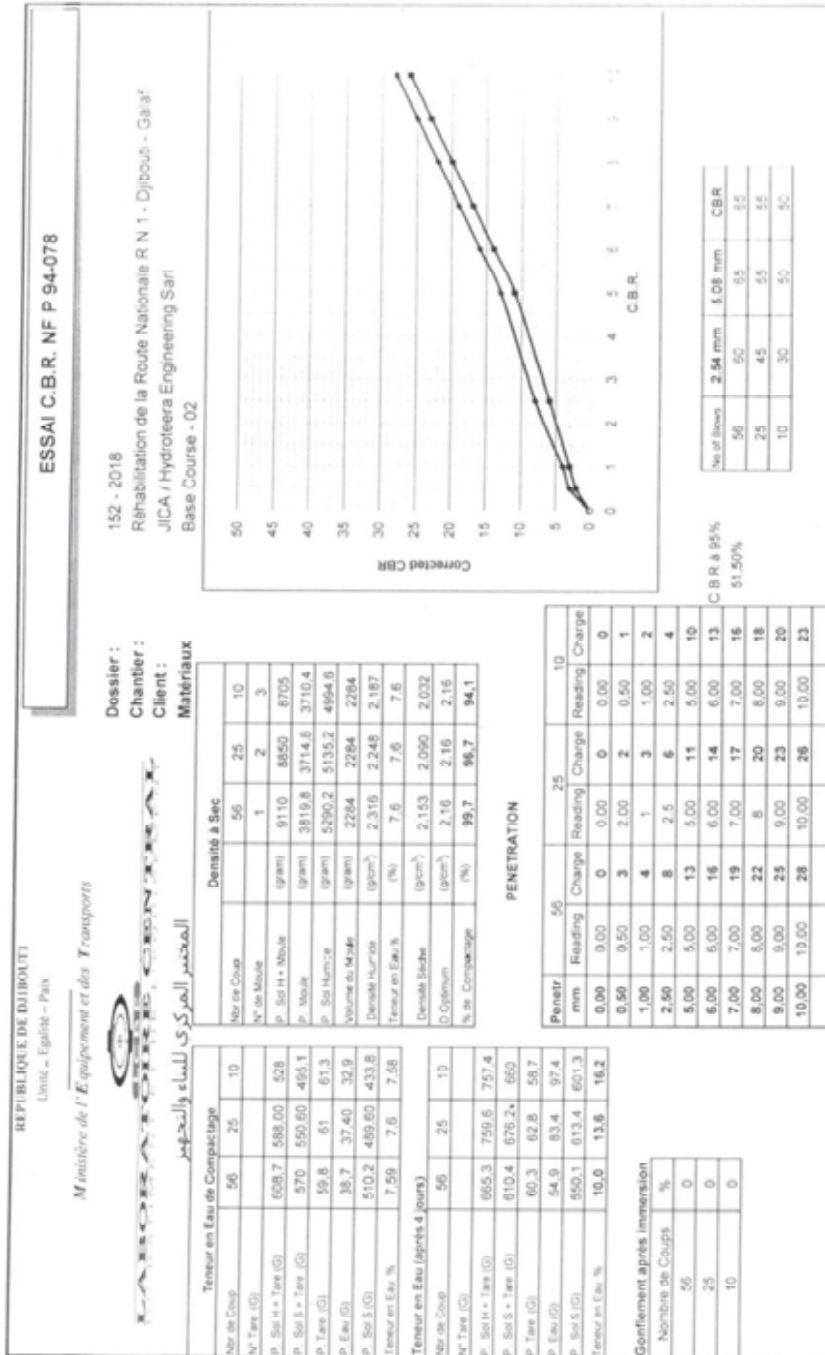 REPUBLIQUE DE DJIBOUTI
Unité – Egalité – Paix
Ministère de l'Equipement et des Transports
LABORATOIRE CENTRAL
المختبر المركزي للبناء والتجهيز
ESSAI C.B.R. NF P 94-078
Dossier : 152 - 2018
Chantier : Réhabilitation de la Route Nationale R N 1 - Djibouti - Galaf
Client : JICA / Hydroteera Engineering Sarl
Matériaux Base Course - 02
Teneur en Eau de Compactage
Nbr de Coup 56 25 10
N° Tare (G)
P. Sol H + Tare (G) 608,7 588,00 528
P. Sol S + Tare (G) 570 550,60 495,1
P. Tare (G) 59,8 61 61,3
P. Eau (G) 38,7 37,40 32,9
P. Sol S (G) 510,2 489,60 433,8
Teneur en Eau % 7,59 7,6 7,58
Teneur en Eau (après 4 jours)
Nbr de Coup 56 25 10
N° Tare (G)
P. Sol H + Tare (G) 665,3 759,6 757,4
P. Sol S + Tare (G) 610,4 676,2 660
P. Tare (G) 60,3 62,8 58,7
P. Eau (G) 54,9 83,4 97,4
P. Sol S (G) 550,1 613,4 601,3
Teneur en Eau % 10,0 13,6 16,2
Gonflement après immersion
Nombre de Coups %
56 0
25 0
10 0
Densité à Sec
Nbr de Coup 56 25 10
N° de Moule 1 2 3
P. Sol H + Moule (gram) 9110 8850 8705
P. Moule (gram) 3819,8 3714,8 3710,4
P. Sol Humide (gram) 5290,2 5135,2 4994,6
Volume du Moule (gram) 2284 2284 2284
Densité Humide (g/cm³) 2,316 2,248 2,187
Teneur en Eau % (%) 7,6 7,6 7,6
Densité Sèche (g/cm³) 2,153 2,090 2,032
D Optimum (g/cm³) 2,16 2,16 2,16
% de Compactage (%) 99,7 96,7 94,1
PENETRATION
Penetr 56 25 10
mm Reading Charge Reading Charge Reading Charge
0,00 0,00 0 0,00 0 0,00 0
0,50 0,50 3 2,00 2 0,50 1
1,00 1,00 4 1 3 1,00 2
2,50 2,50 8 2,5 6 2,50 4
5,00 5,00 13 5,00 11 5,00 10
6,00 6,00 16 6,00 14 6,00 13
7,00 7,00 19 7,00 17 7,00 16
8,00 8,00 22 8 20 8,00 18
9,00 9,00 25 9,00 23 9,00 20
10,00 10,00 28 10,00 26 10,00 23
Corrected CBR
50
45
40
35
30
25
20
15
10
5
0
0 1 2 3 4 5 6 7
C.B.R.
C B R à 95%
51,50%
No of Blows 2.54 mm 5.08 mm CBR
56 60 65 65
25 45 55 55
10 30 50 50